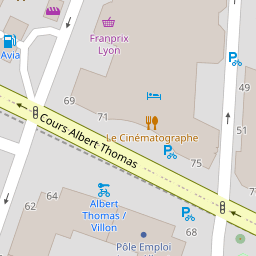 Franprix
Lyon
Avia
69
71
51
49
Cours Albert Thomas
Le Cinématographe
75
64
62
Albert
Thomas /
Villon
66
68
Pôle Emploi